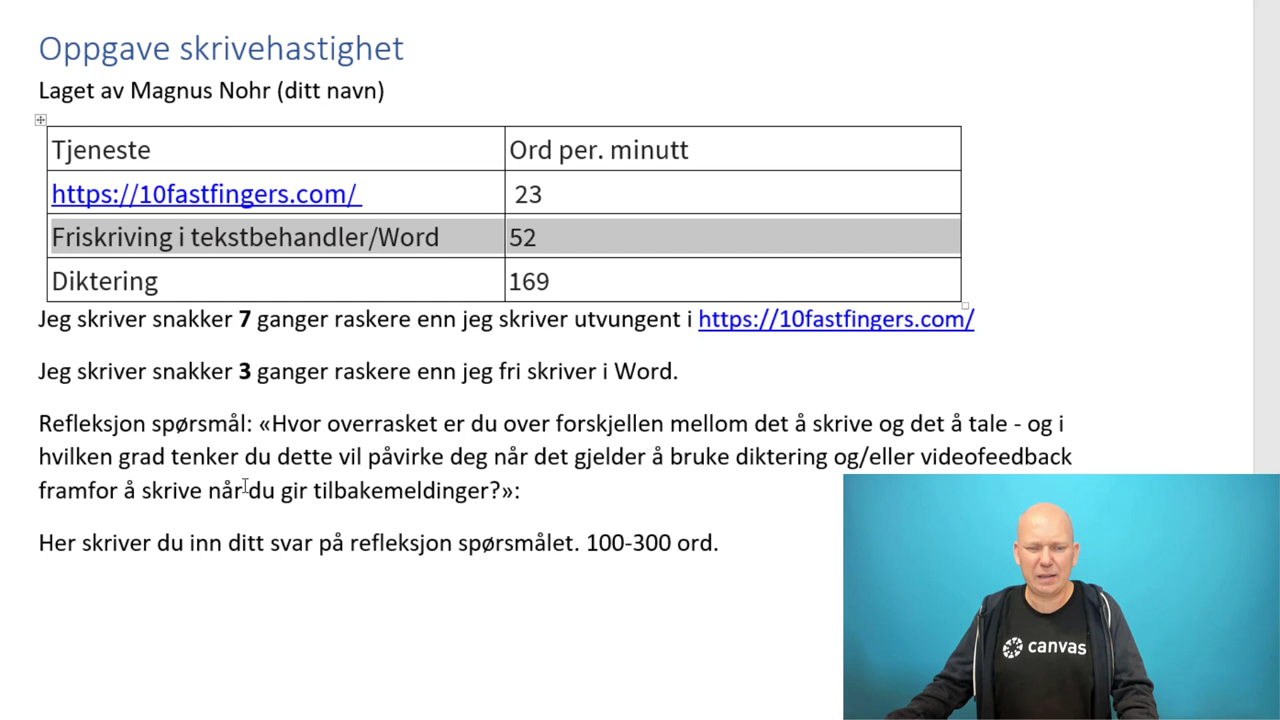 Oppgave skrivehastighet
Laget av Magnus Nohr (ditt navn)
Tjeneste Ord per. minutt
https://10fastfingers.com/ 23
Friskriving i tekstbehandler/Word 52
Diktering 169
Jeg skriver snakker 7 ganger raskere enn jeg skriver utvungent i https://10fastfingers.com/
Jeg skriver snakker 3 ganger raskere enn jeg fri skriver i Word.
Refleksjon spørsmål: «Hvor overrasket er du over forskjellen mellom det å skrive og det å tale - og i
hvilken grad tenker du dette vil påvirke deg når det gjelder å bruke diktering og/eller videofeedback
framfor å skrive når du gir tilbakemeldinger?»:
Her skriver du inn ditt svar på refleksjon spørsmålet. 100-300 ord.
canvas